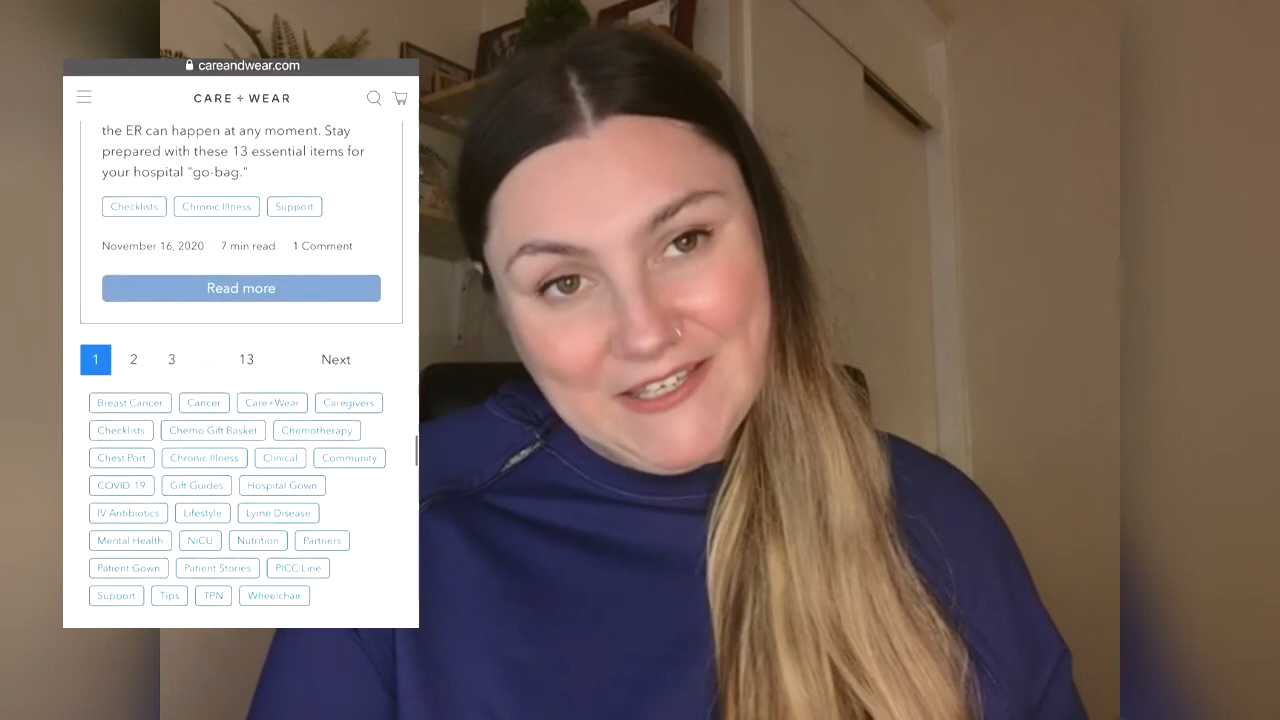 careandwear.com
CARE + WEAR
the ER can happen at any moment. Stay
prepared with these 13 essential items for
your hospital "go-bag."
Checklists Chronic Illness Support
November 16, 2020 7 min read 1 Comment
Read more
1 2 3 13 Next
Breast Cancer Cancer Care+Wear Caregivers
Checklists Chemo Gift Basket Chemotherapy
Chest Port Chronic Illness Clinical Community
COVID-19 Gift Guides Hospital Gown
IV Antibiotics Lifestyle Lyme Disease
Mental Health NICU Nutrition Partners
Patient Gown Patient Stories PICC Line
Support Tips TPN Wheelchair